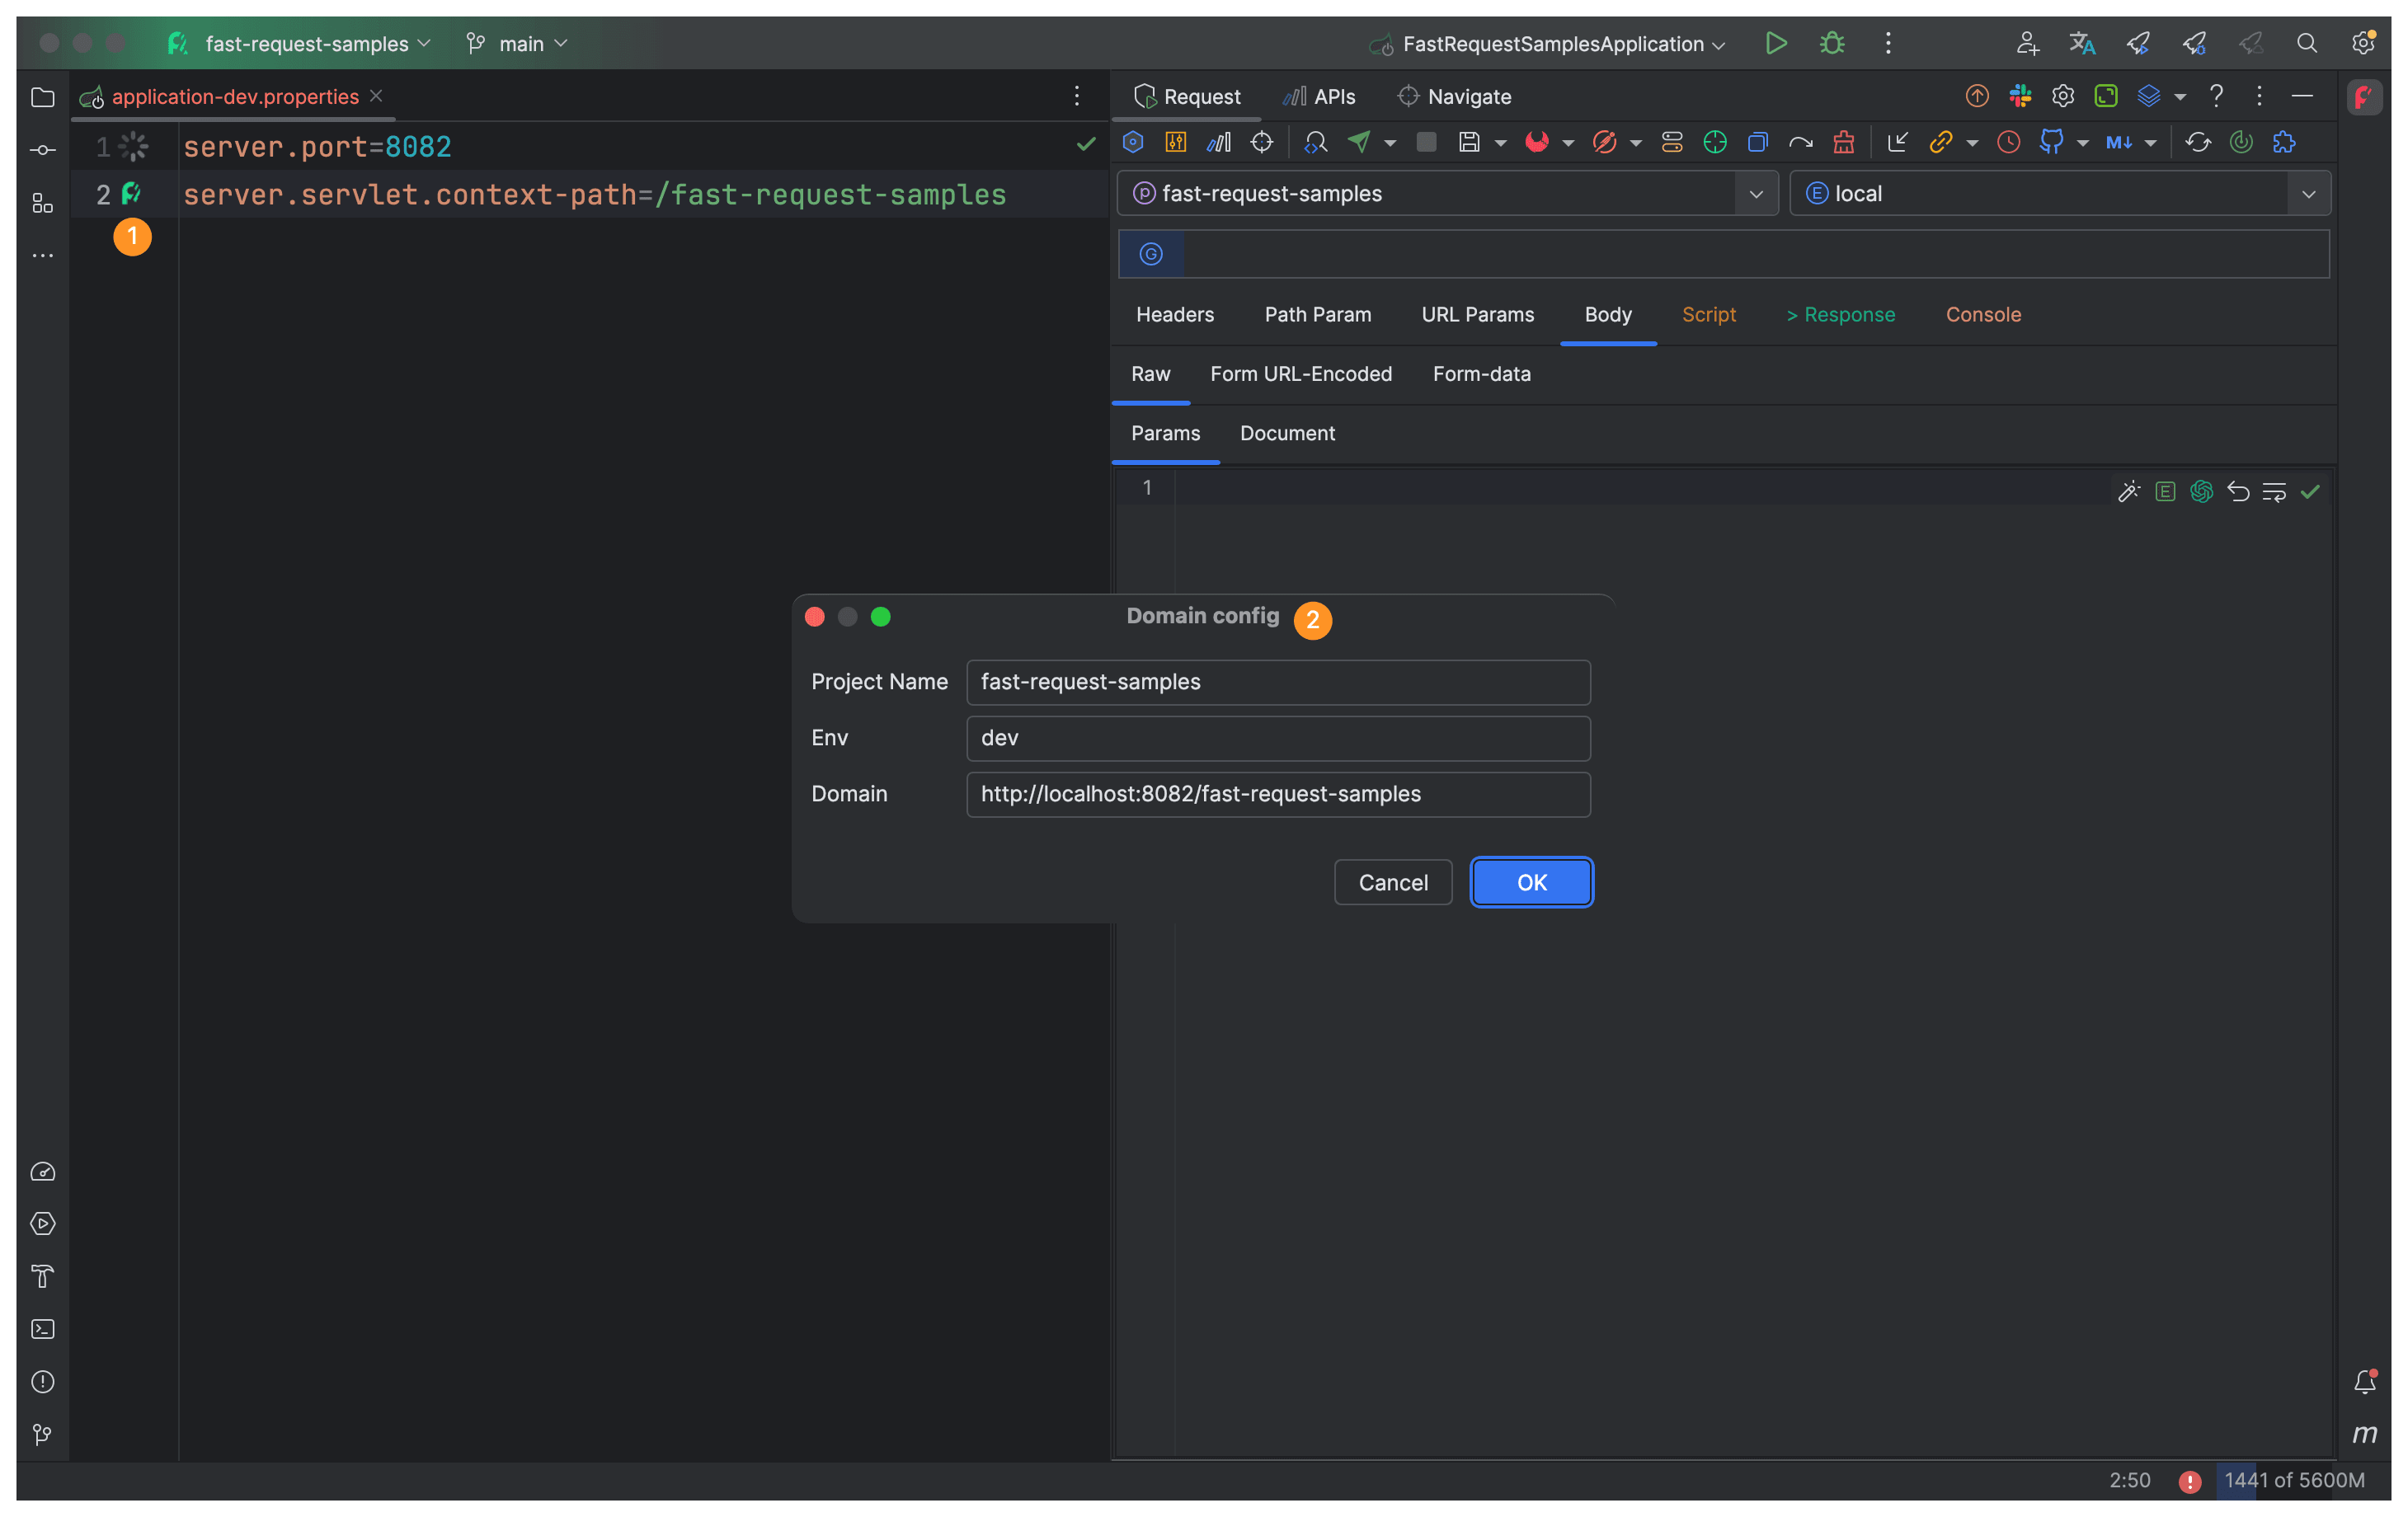 fast-request-samples
main
FastRequestSamplesApplication
application-dev.properties
1
server.port=8082
2
server.servlet.context-path=/fast-request-samples
1
Request
APIs
Navigate
M↓
P fast-request-samples
E local
G
Headers
Path Param
URL Params
Body
Script
> Response
Console
Raw
Form URL-Encoded
Form-data
Params
Document
1
E
Domain config
2
Project Name
fast-request-samples
Env
dev
Domain
http://localhost:8082/fast-request-samples
Cancel
OK
m
2:50
1441 of 5600M